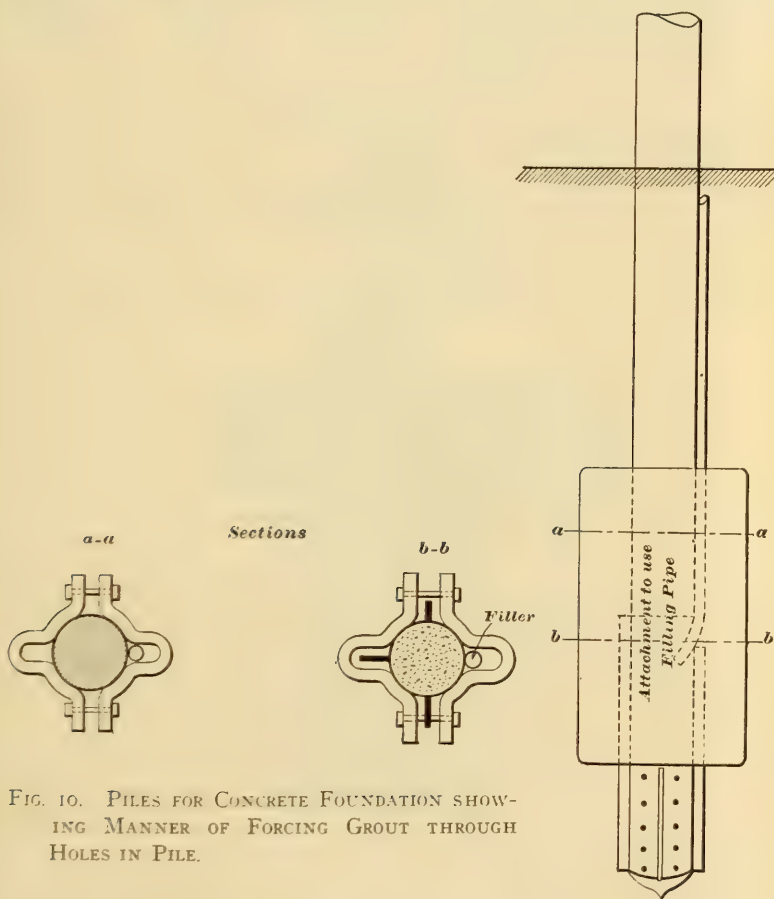 Sections
a-a
b-b
Filler
a
a
b
b
Attachment to use
Filling Pipe
FIG. 10. PILES FOR CONCRETE FOUNDATION SHOW-
ING MANNER OF FORCING GROUT THROUGH
HOLES IN PILE.